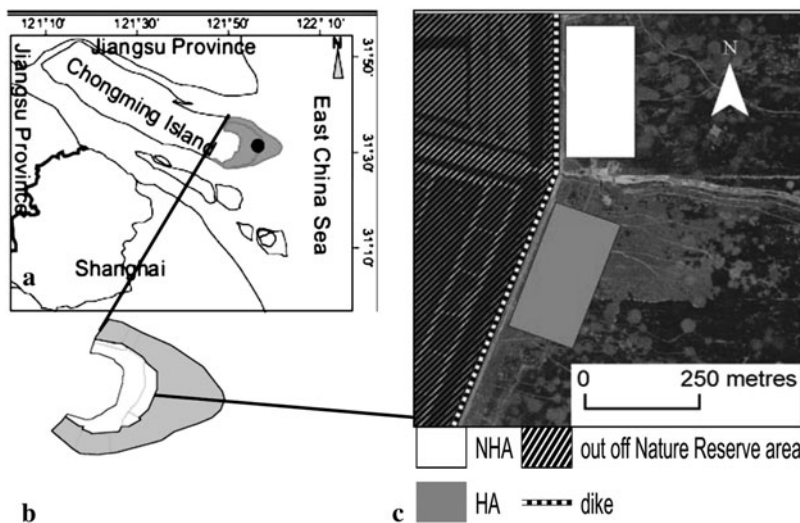 121°10' 121°30' 121°50' 122°10'
Jiangsu Province
N
31°50'
Jiangsu Province
Chongming Island
East China Sea
31°30'
31°10'
Shanghai
a
N
0 250 metres
NHA out off Nature Reserve area
HA dike
b
c